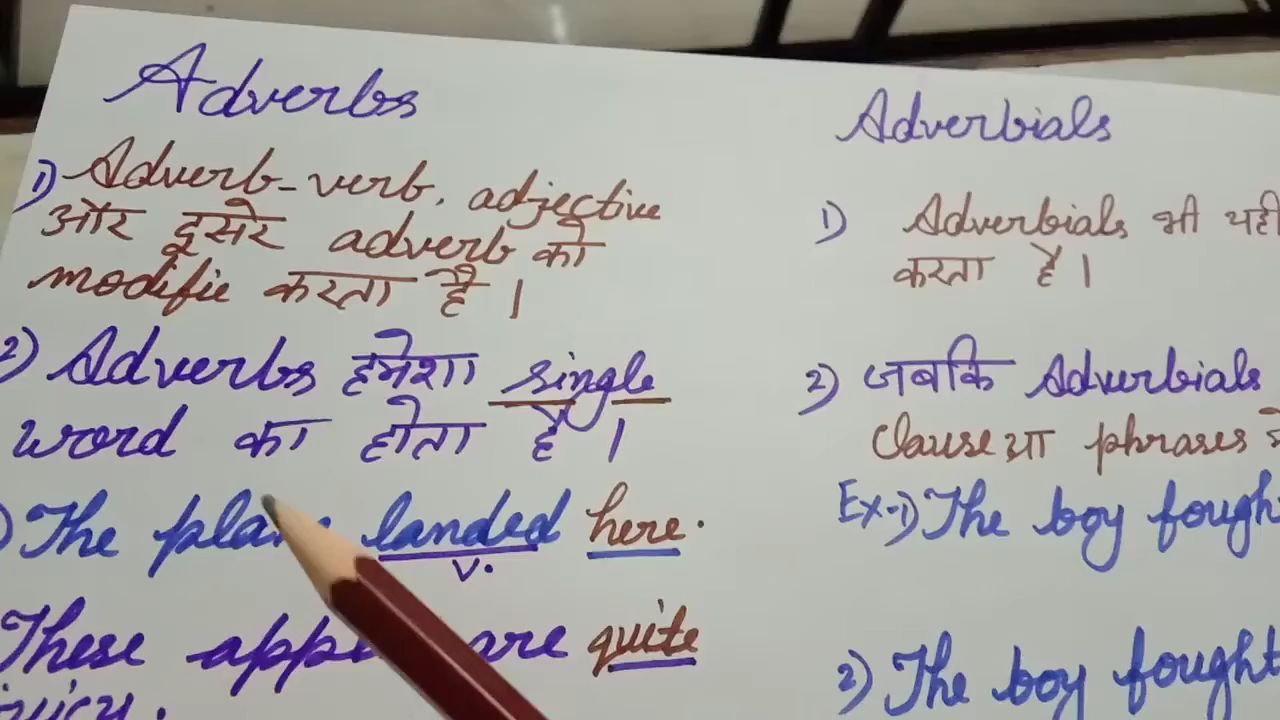 Adverbs
1) Adverb-verb, adjective
और दूसरे adverb को
modifie करता है ।
2) Adverbs हमेशा single
word का होता है ।
) The landed here.
v.
These are quite
Adverbials
1) Adverbials भी यही
करता है ।
2) जबकि Adverbials
Clause या phrases
Ex-1) The boy
2) The boy fought